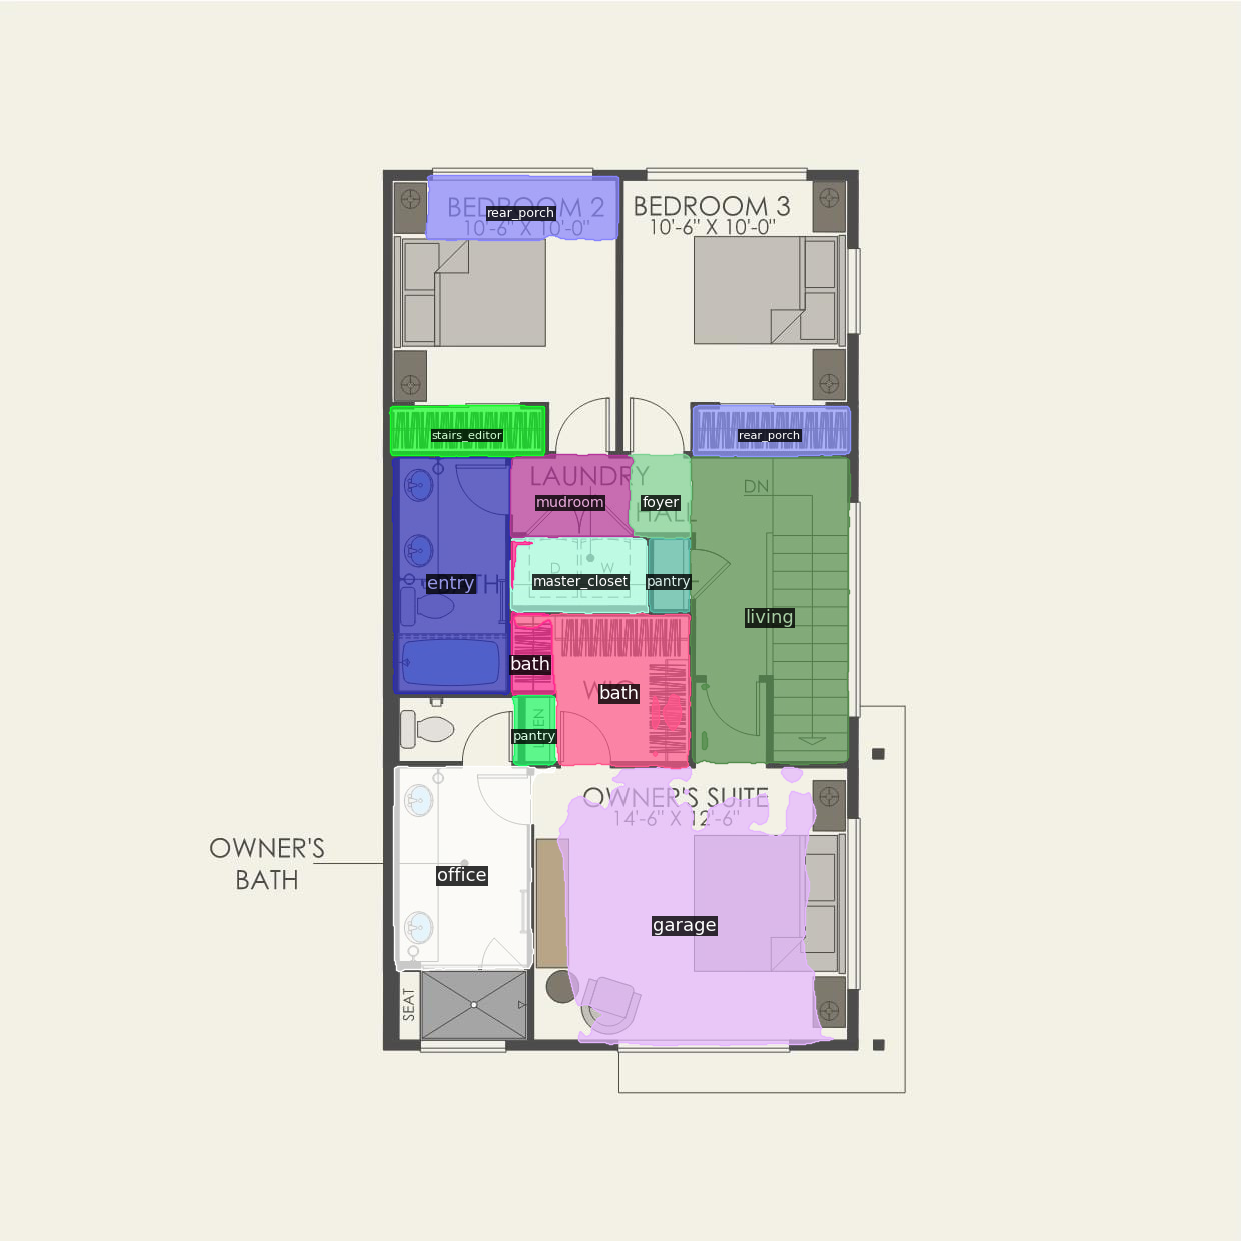 BEDROOM 2
rear_porch
10'-6" X 10'-0"
BEDROOM 3
10'-6" X 10'-0"
stairs_editor
rear_porch
LAUNDRY
mudroom
foyer
HALL
DN
D
W
master_closet
pantry
entry
living
bath
bath
pantry
OWNER'S SUITE
14'-6" X 12'-6"
OWNER'S
BATH
office
garage
SEAT